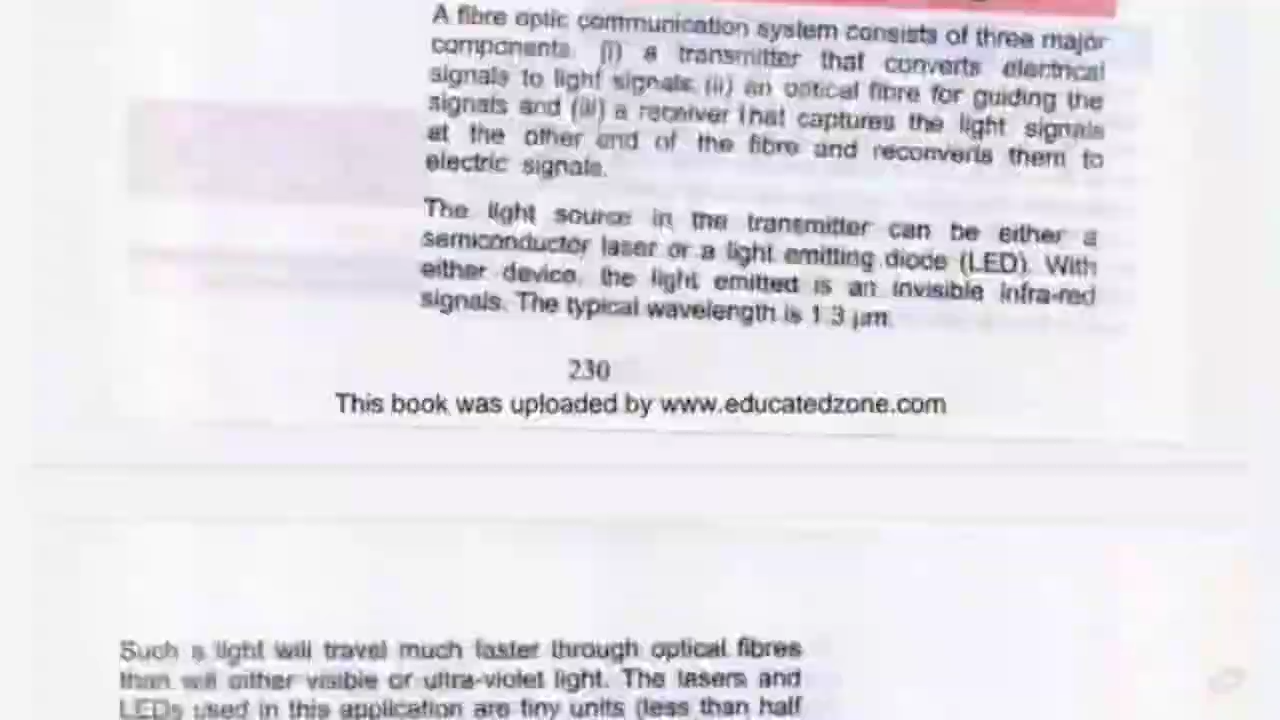 A fibre optic communication system consists of three major
components. (i) a transmitter that converts electrical
signals to light signals (ii) an optical fibre for guiding the
signals and (iii) a receiver that captures the light signals
at the other end of the fibre and reconverts them to
electric signals.
The light source in the transmitter can be either a
semiconductor laser or a light emitting diode (LED). With
either device, the light emitted is an invisible infra-red
signals. The typical wavelength is 1.3 μm.
230
This book was uploaded by www.educatedzone.com
Such a light will travel much faster through optical fibres
than will either visible or ultra-violet light. The lasers and
LEDs used in this application are tiny units (less than half